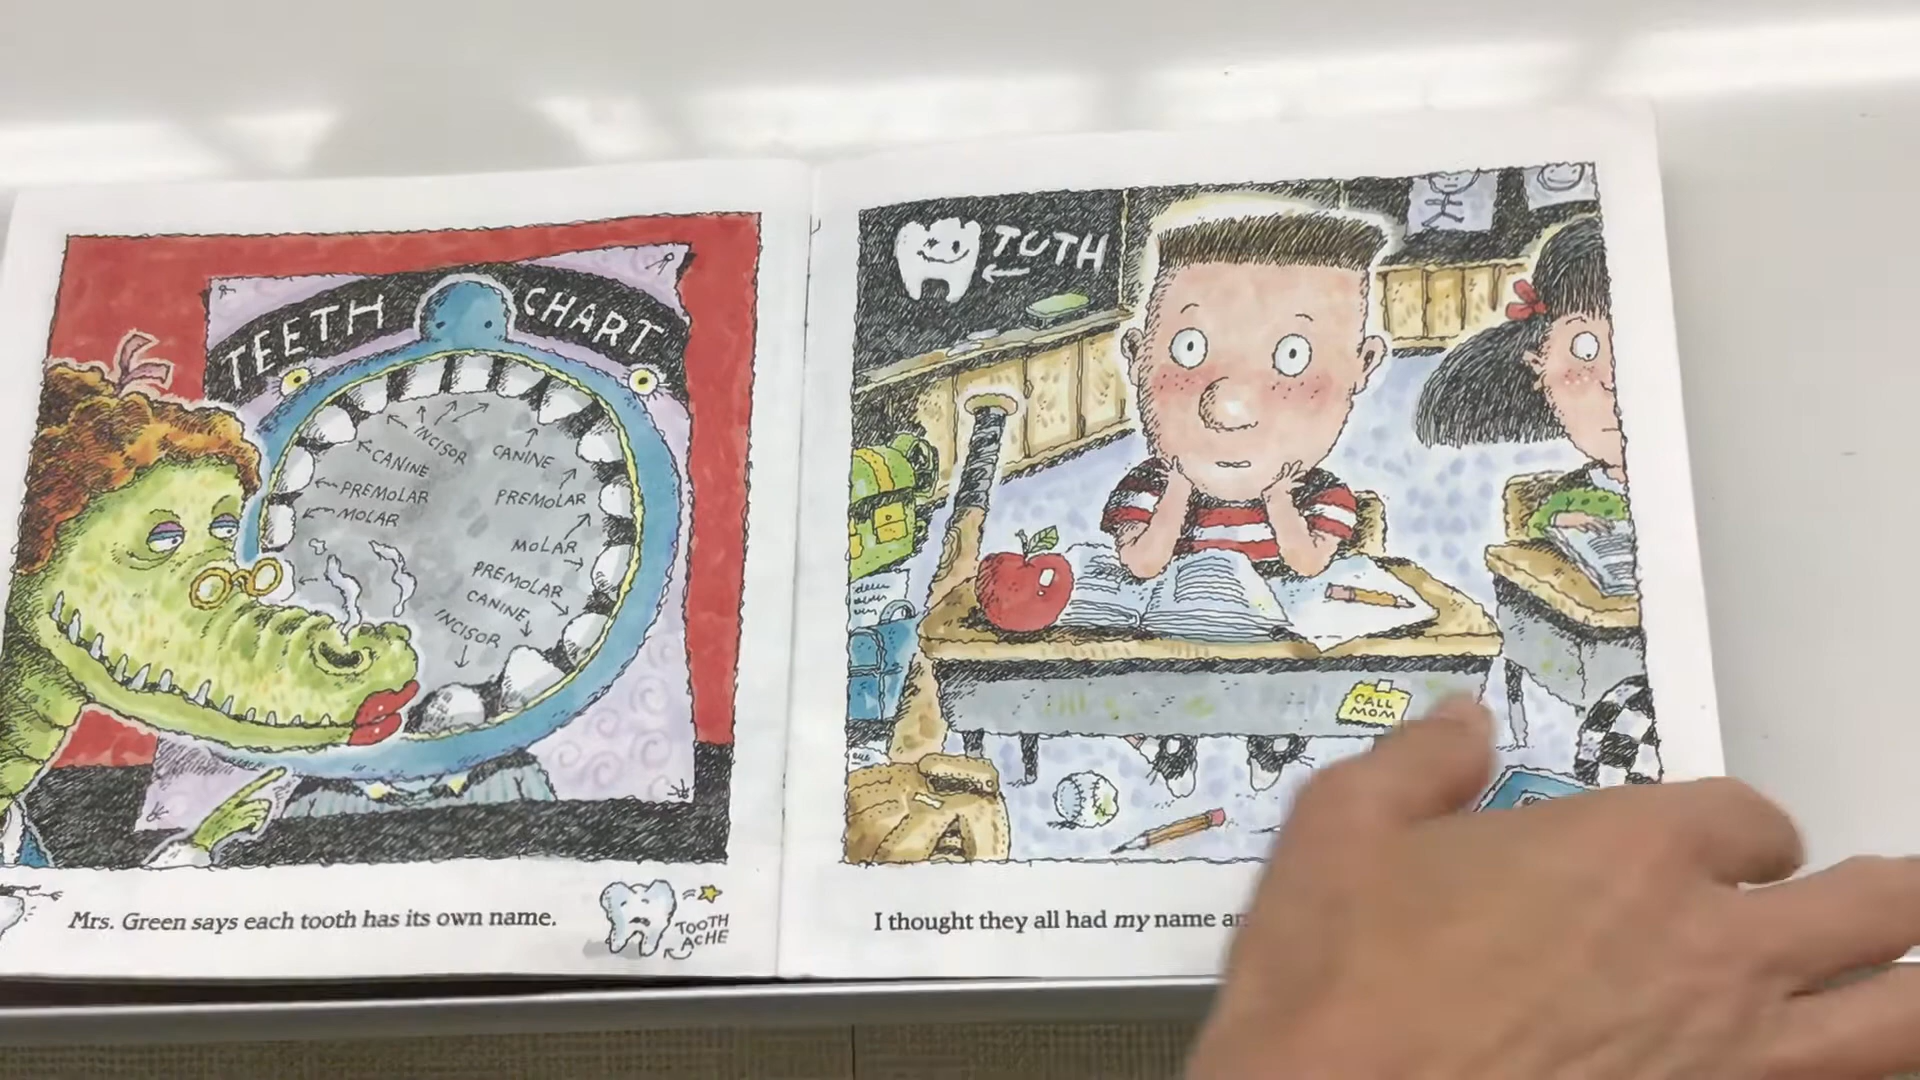 TEETH CHART
INCISOR
CANINE
CANINE
PREMOLAR
PREMOLAR
MOLAR
MOLAR
PREMOLAR
CANINE
INCISOR
Mrs. Green says each tooth has its own name.
TOOTH
ACHE
TUTH
CALL
MOM
I thought they all had my name